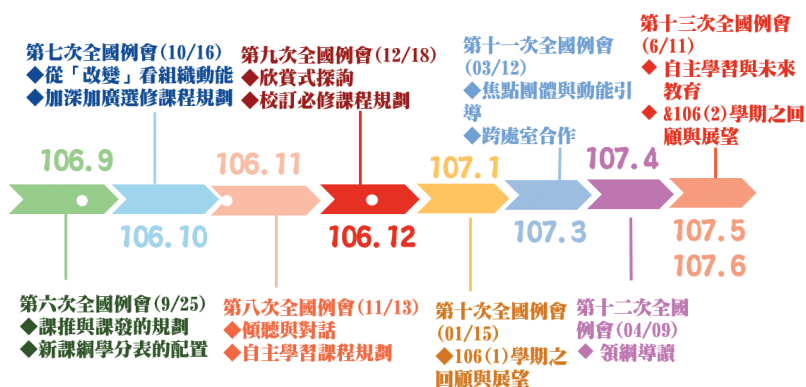 第七次全國例會(10/16)
◆從「改變」看組織動能
◆加深加廣選修課程規劃
第九次全國例會(12/18)
◆欣賞式探詢
◆校訂必修課程規劃
第十一次全國例會
(03/12)
◆焦點團體與動能引
導
◆跨處室合作
第十三次全國例會
(6/11)
◆ 自主學習與未來
教育
◆ &106(2)學期之回
顧與展望
106.9
106.11
107.1
107.4
106.10
106.12
107.3
107.5
107.6
第六次全國例會(9/25)
◆課推與課發的規劃
◆新課綱學分表的配置
第八次全國例會(11/13)
◆傾聽與對話
◆自主學習課程規劃
第十次全國例會
(01/15)
◆106(1)學期之
回顧與展望
第十二次全國
例會(04/09)
◆ 領綱導讀